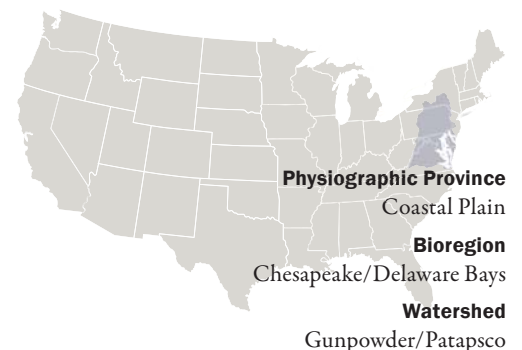 Physiographic Province
Coastal Plain
Bioregion
Chesapeake/Delaware Bays
Watershed
Gunpowder/Patapsco